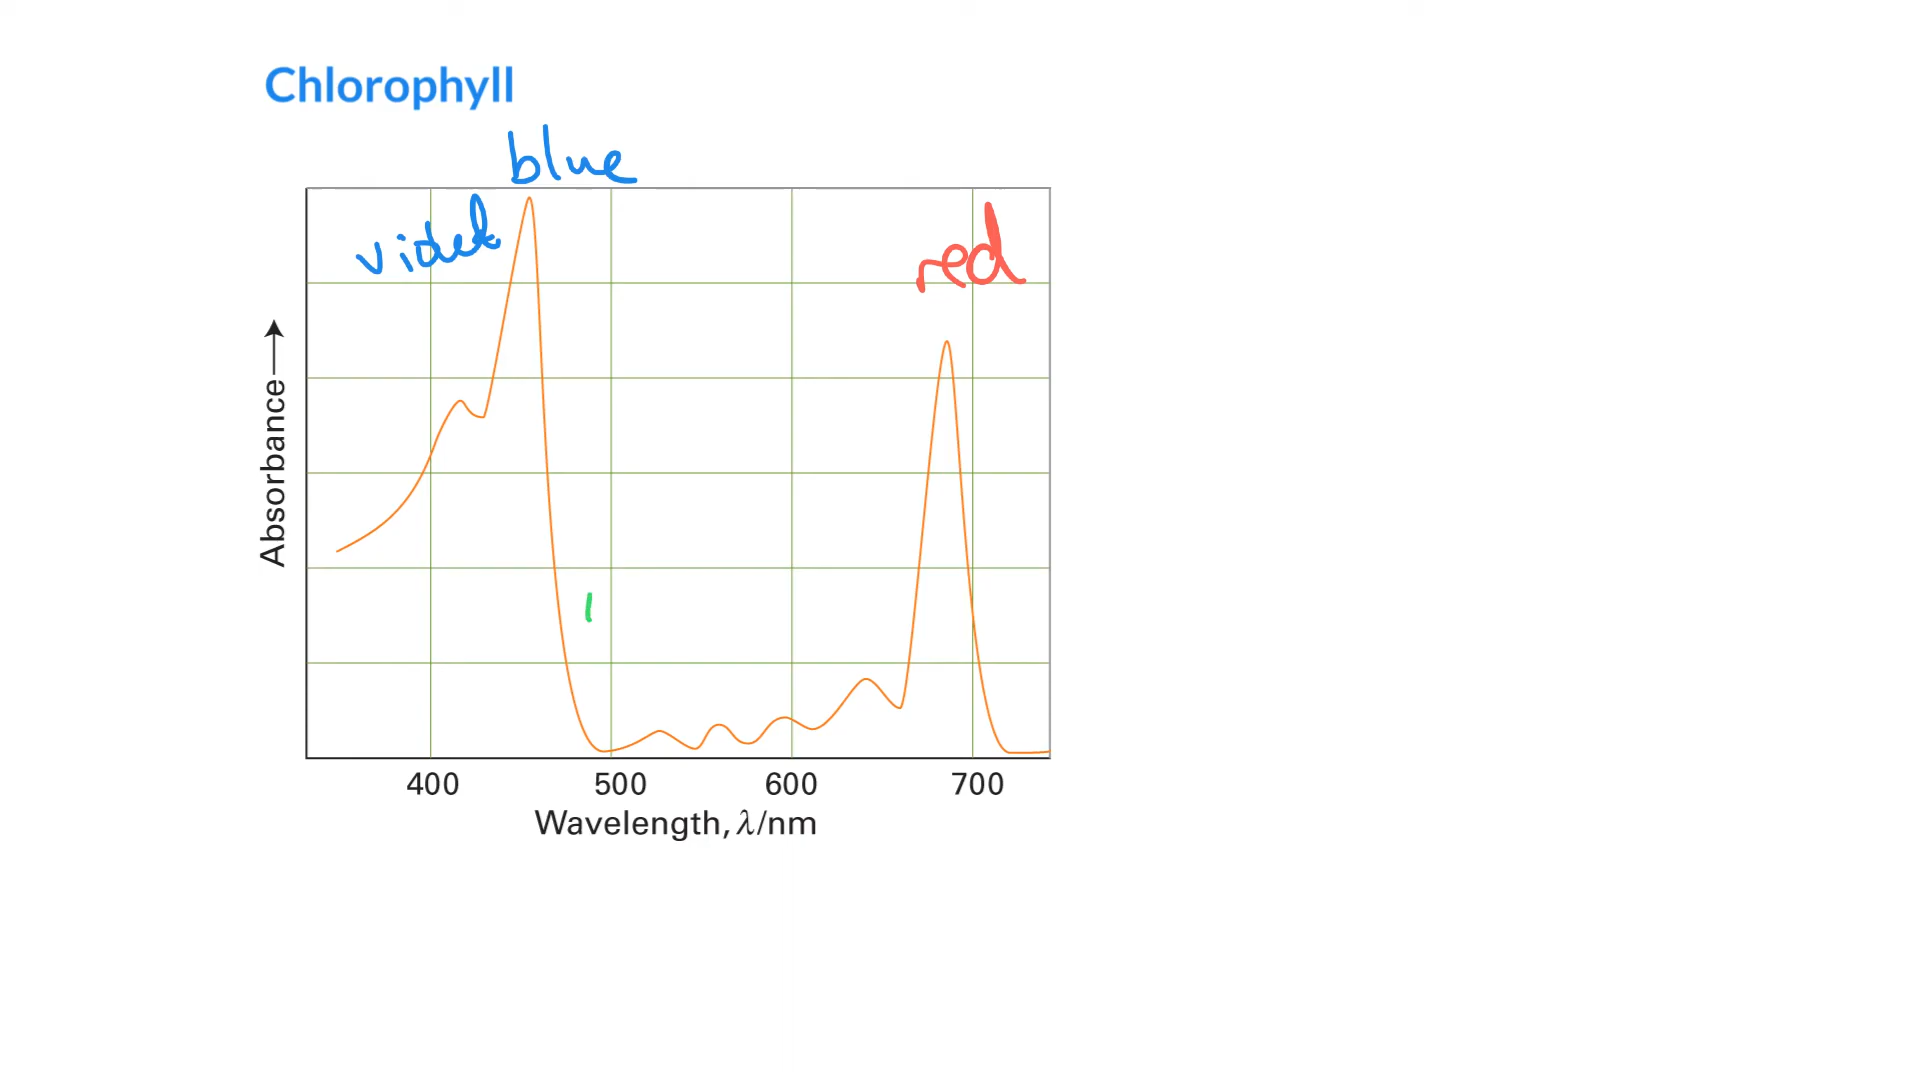 Chlorophyll
blue
violet
red
Absorbance
400 500 600 700
Wavelength, λ/nm